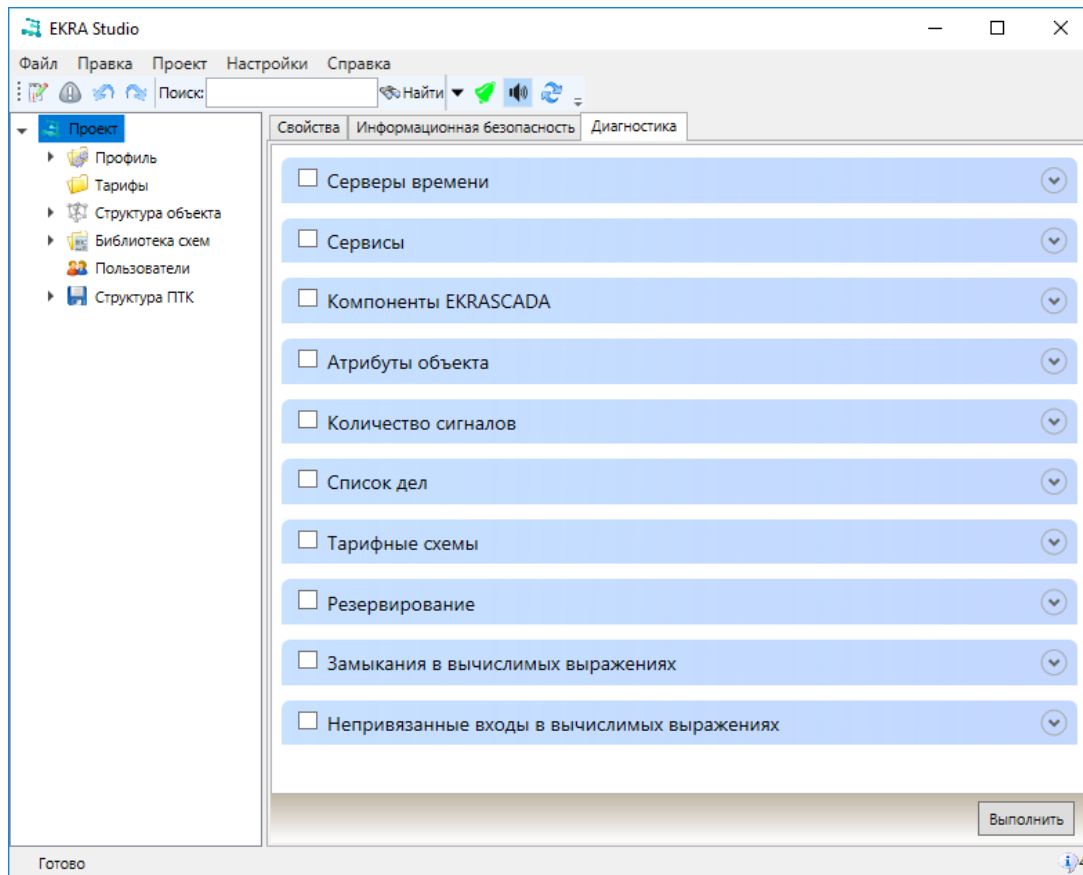 EKRA Studio
Файл Правка Проект Настройки Справка
Поиск: Найти
Проект
Профиль
Тарифы
Структура объекта
Библиотека схем
Пользователи
Структура ПТК
Свойства Информационная безопасность Диагностика
Серверы времени
Сервисы
Компоненты EKRASCADA
Атрибуты объекта
Количество сигналов
Список дел
Тарифные схемы
Резервирование
Замыкания в вычислимых выражениях
Непривязанные входы в вычислимых выражениях
Выполнить
Готово